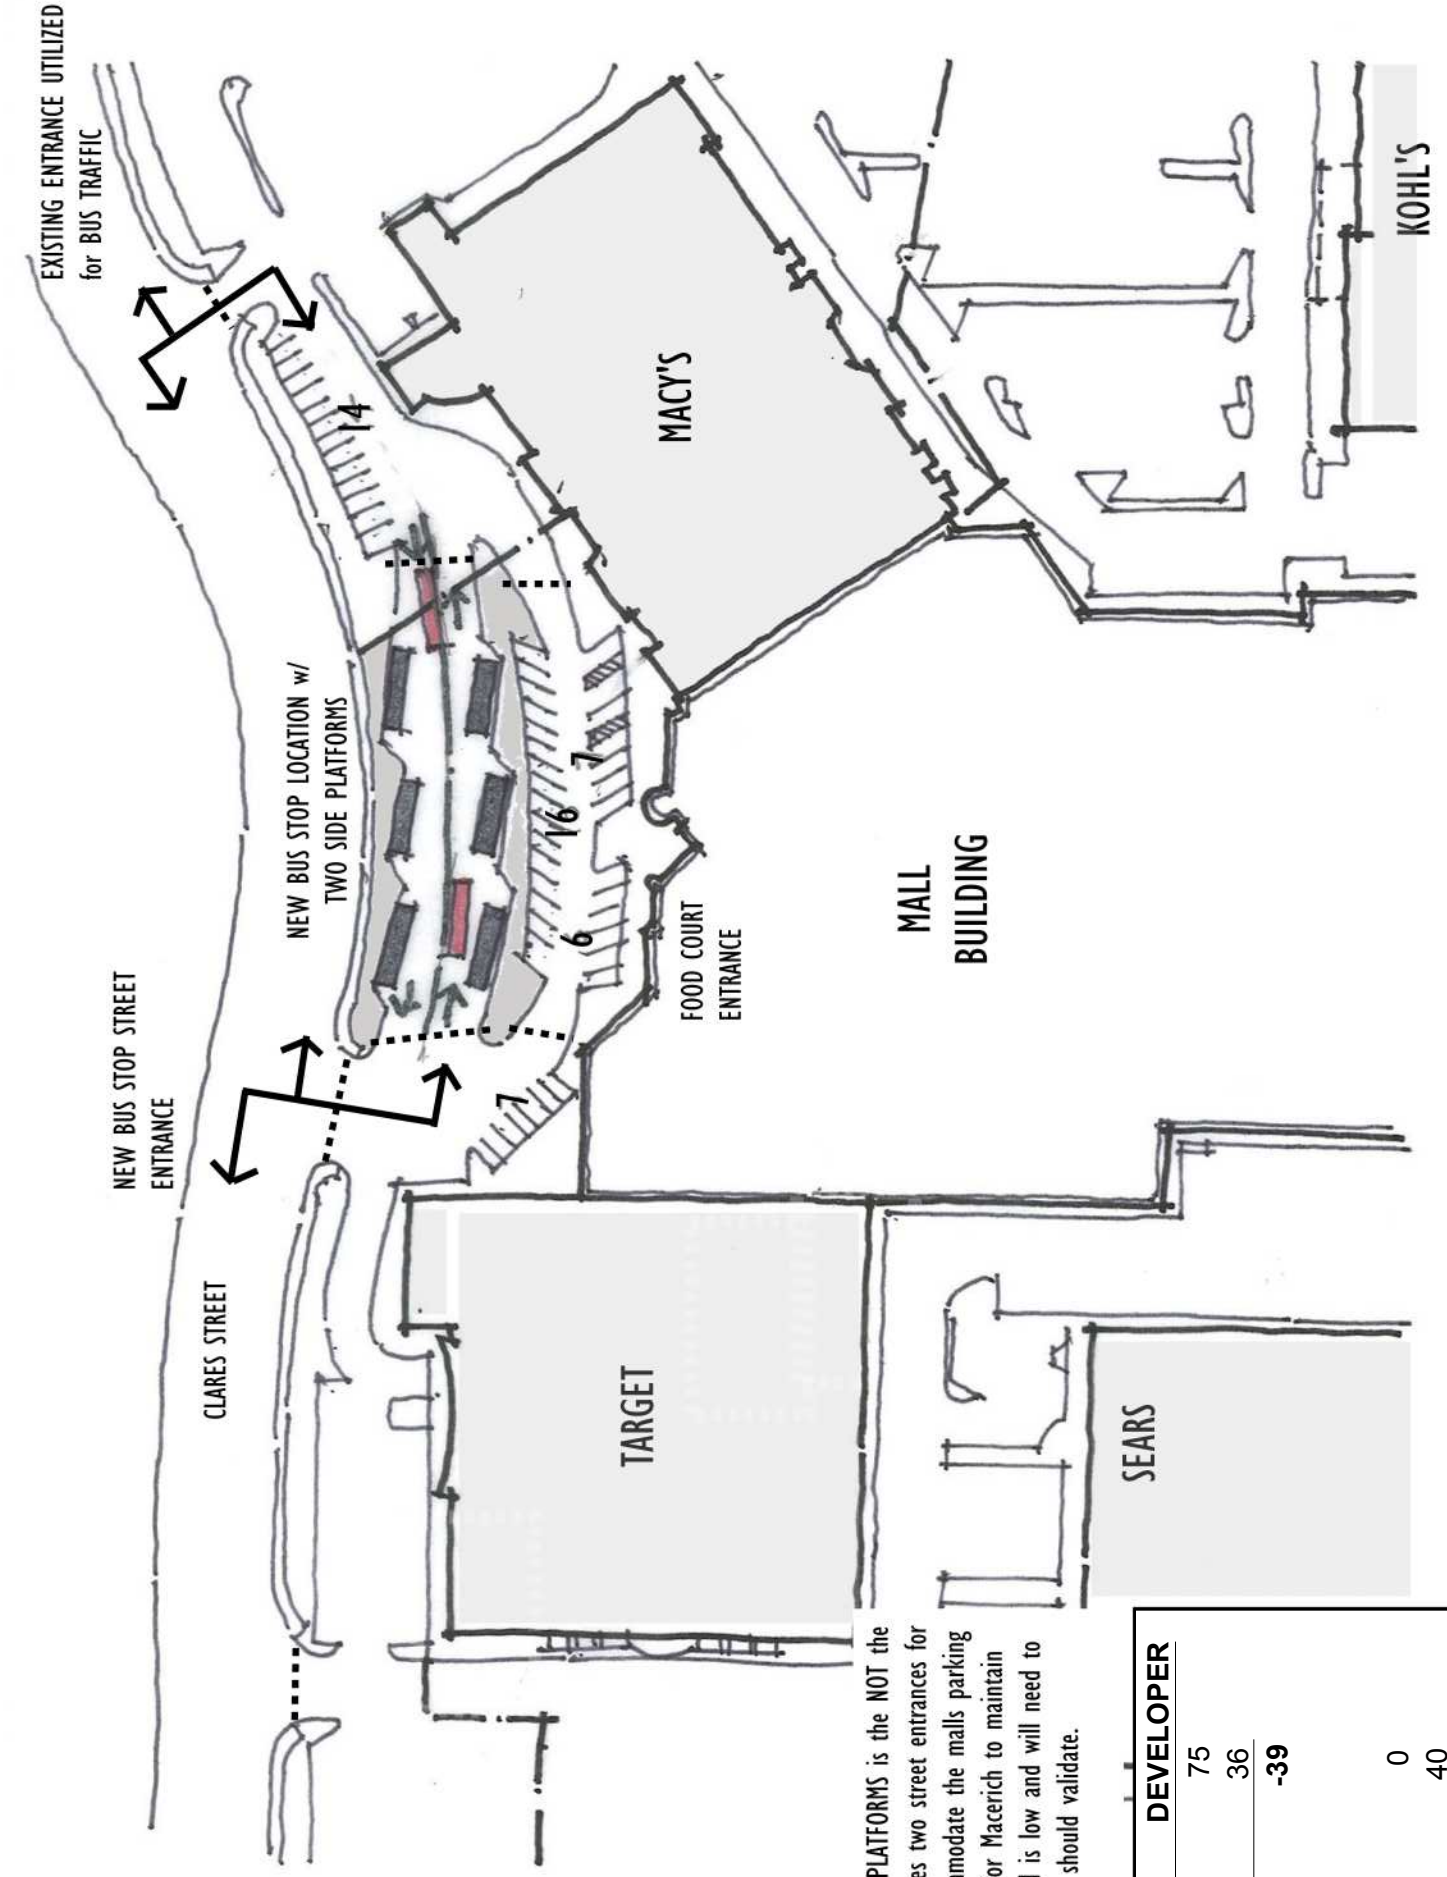 EXISTING ENTRANCE UTILIZED
for BUS TRAFFIC
14
MACY'S
KOHL'S
NEW BUS STOP LOCATION w/
TWO SIDE PLATFORMS
7
16
6
NEW BUS STOP STREET
ENTRANCE
FOOD COURT
ENTRANCE
MALL
BUILDING
7
CLARES STREET
TARGET
SEARS
PLATFORMS is the NOT the
es two street entrances for
modate the malls parking
or Macerich to maintain
is low and will need to
should validate.
DEVELOPER
75
36
-39
0
40